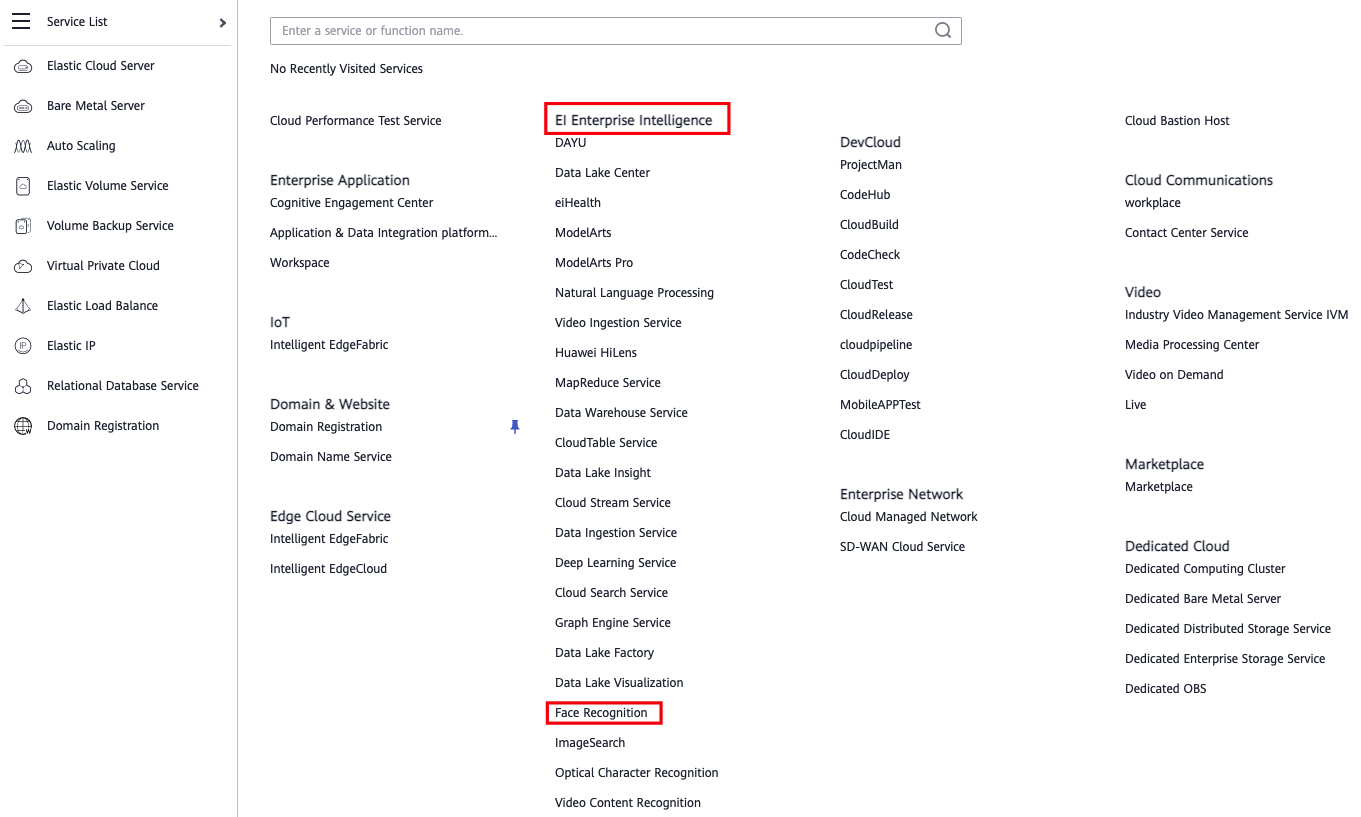 Service List
Elastic Cloud Server
Bare Metal Server
Auto Scaling
Elastic Volume Service
Volume Backup Service
Virtual Private Cloud
Elastic Load Balance
IP
Elastic IP
Relational Database Service
Domain Registration
Enter a service or function name.
No Recently Visited Services
Cloud Performance Test Service
Enterprise Application
Cognitive Engagement Center
Application & Data Integration platform...
Workspace
IoT
Intelligent EdgeFabric
Domain & Website
Domain Registration
Domain Name Service
Edge Cloud Service
Intelligent EdgeFabric
Intelligent EdgeCloud
EI Enterprise Intelligence
DAYU
Data Lake Center
eiHealth
ModelArts
ModelArts Pro
Natural Language Processing
Video Ingestion Service
Huawei HiLens
MapReduce Service
Data Warehouse Service
CloudTable Service
Data Lake Insight
Cloud Stream Service
Data Ingestion Service
Deep Learning Service
Cloud Search Service
Graph Engine Service
Data Lake Factory
Data Lake Visualization
Face Recognition
ImageSearch
Optical Character Recognition
Video Content Recognition
DevCloud
ProjectMan
CodeHub
CloudBuild
CodeCheck
CloudTest
CloudRelease
cloudpipeline
CloudDeploy
MobileAPPTest
CloudIDE
Enterprise Network
Cloud Managed Network
SD-WAN Cloud Service
Cloud Bastion Host
Cloud Communications
workplace
Contact Center Service
Video
Industry Video Management Service IVM
Media Processing Center
Video on Demand
Live
Marketplace
Marketplace
Dedicated Cloud
Dedicated Computing Cluster
Dedicated Bare Metal Server
Dedicated Distributed Storage Service
Dedicated Enterprise Storage Service
Dedicated OBS